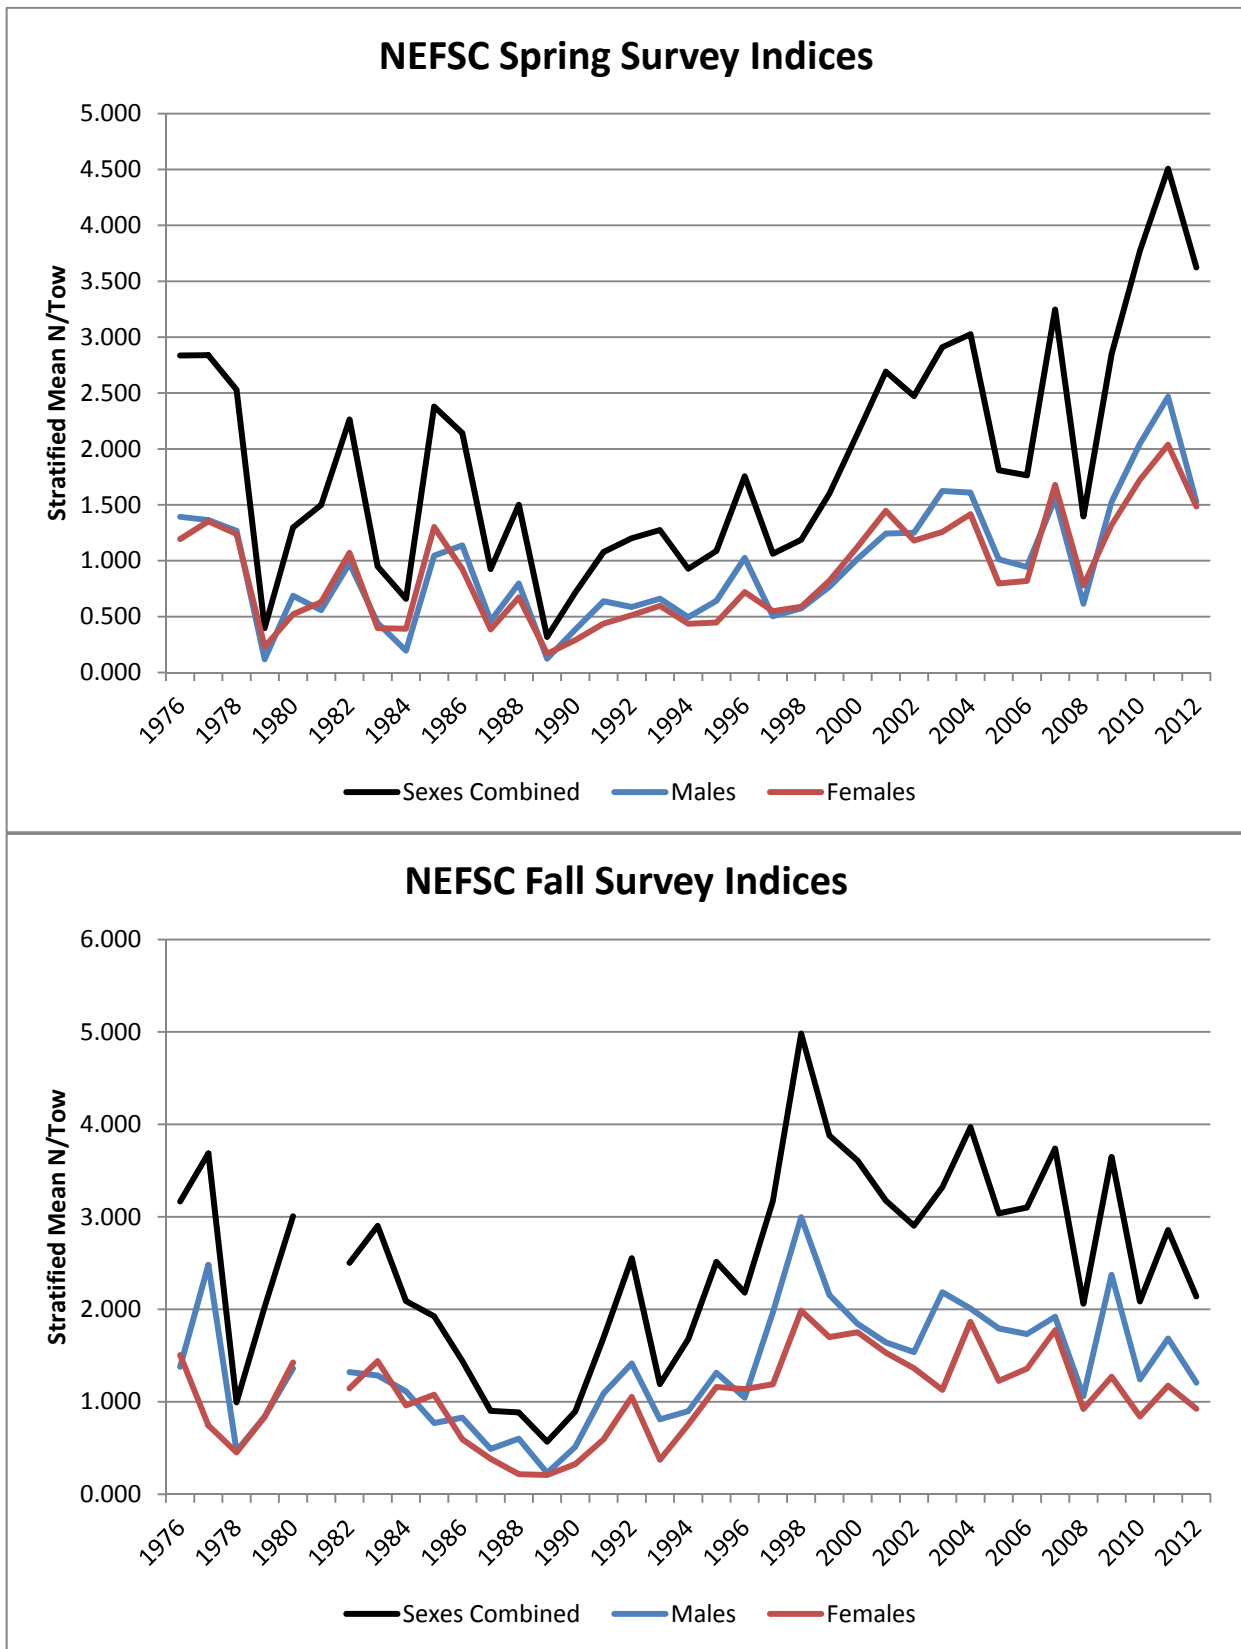 NEFSC Spring Survey Indices
5.000
4.500
4.000
3.500
3.000
2.500
2.000
1.500
1.000
0.500
0.000
Stratified Mean N/Tow
1976 1978 1980 1982 1984 1986 1988 1990 1992 1994 1996 1998 2000 2002 2004 2006 2008 2010 2012
Sexes Combined Males Females
NEFSC Fall Survey Indices
6.000
5.000
4.000
3.000
2.000
1.000
0.000
Stratified Mean N/Tow
1976 1978 1980 1982 1984 1986 1988 1990 1992 1994 1996 1998 2000 2002 2004 2006 2008 2010 2012
Sexes Combined Males Females